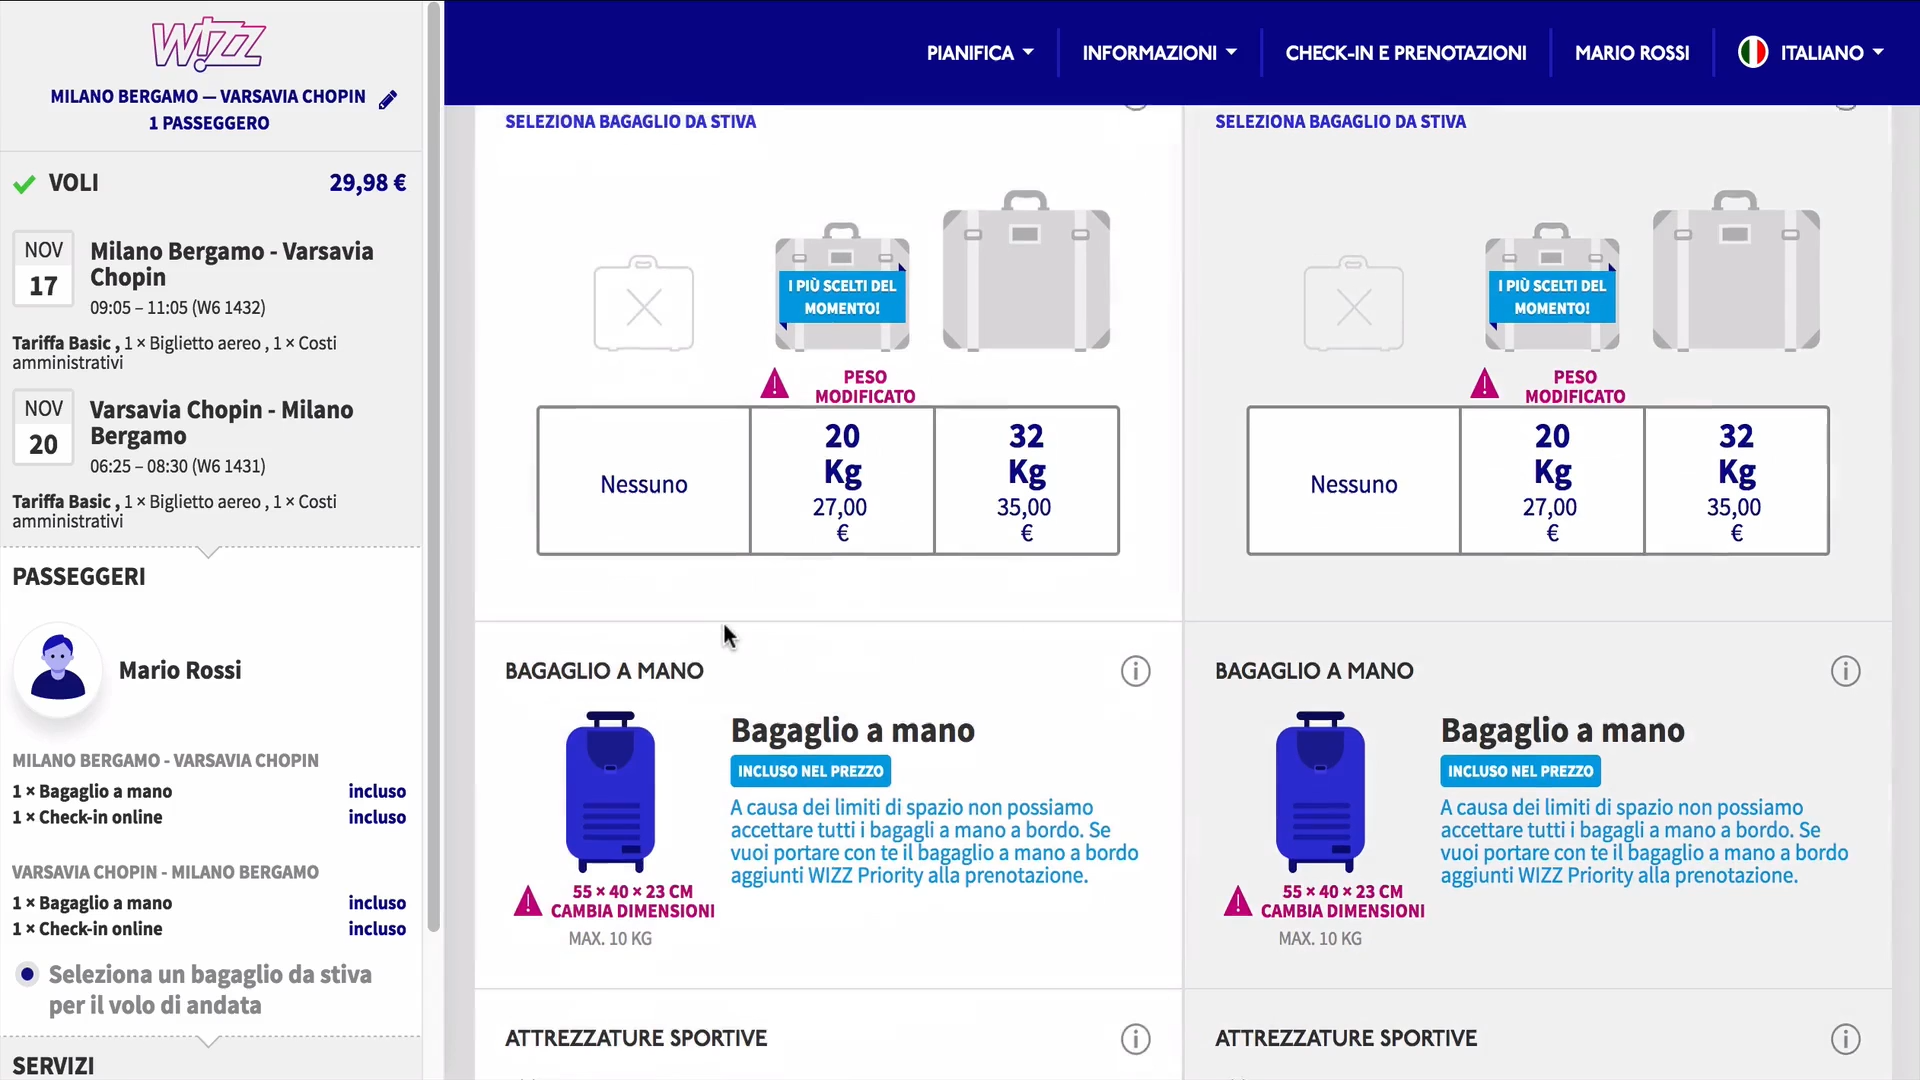 WIZZ
MILANO BERGAMO — VARSAVIA CHOPIN
1 PASSEGGERO
VOLI
29,98 €
NOV
17
Milano Bergamo - Varsavia
Chopin
09:05 – 11:05 (W6 1432)
Tariffa Basic , 1 × Biglietto aereo , 1 × Costi
amministrativi
NOV
20
Varsavia Chopin - Milano
Bergamo
06:25 – 08:30 (W6 1431)
Tariffa Basic , 1 × Biglietto aereo , 1 × Costi
amministrativi
PASSEGGERI
Mario Rossi
MILANO BERGAMO - VARSAVIA CHOPIN
1 × Bagaglio a mano incluso
1 × Check-in online incluso
VARSAVIA CHOPIN - MILANO BERGAMO
1 × Bagaglio a mano incluso
1 × Check-in online incluso
Seleziona un bagaglio da stiva
per il volo di andata
SERVIZI
PIANIFICA
INFORMAZIONI
CHECK-IN E PRENOTAZIONI
MARIO ROSSI
ITALIANO
SELEZIONA BAGAGLIO DA STIVA
I PIÙ SCELTI DEL
MOMENTO!
PESO
MODIFICATO
Nessuno
20
Kg
27,00
€
32
Kg
35,00
€
BAGAGLIO A MANO
Bagaglio a mano
INCLUSO NEL PREZZO
A causa dei limiti di spazio non possiamo
accettare tutti i bagagli a mano a bordo. Se
vuoi portare con te il bagaglio a mano a bordo
aggiunti WIZZ Priority alla prenotazione.
55 × 40 × 23 CM
CAMBIA DIMENSIONI
MAX. 10 KG
ATTREZZATURE SPORTIVE
SELEZIONA BAGAGLIO DA STIVA
I PIÙ SCELTI DEL
MOMENTO!
PESO
MODIFICATO
Nessuno
20
Kg
27,00
€
32
Kg
35,00
€
BAGAGLIO A MANO
Bagaglio a mano
INCLUSO NEL PREZZO
A causa dei limiti di spazio non possiamo
accettare tutti i bagagli a mano a bordo. Se
vuoi portare con te il bagaglio a mano a bordo
aggiunti WIZZ Priority alla prenotazione.
55 × 40 × 23 CM
CAMBIA DIMENSIONI
MAX. 10 KG
ATTREZZATURE SPORTIVE